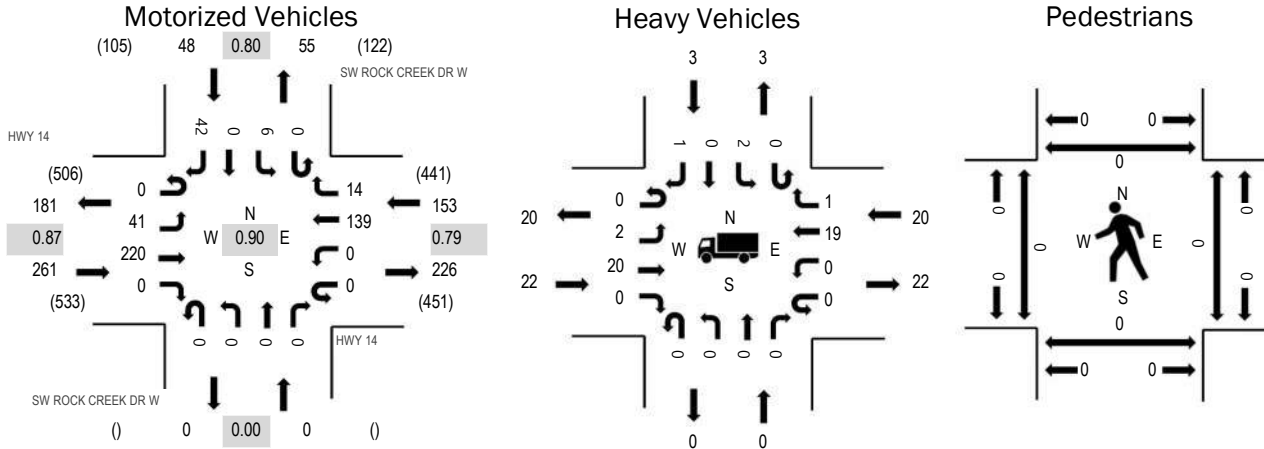 Motorized Vehicles
(105) 48 0.80 55 (122)
SW ROCK CREEK DR W
HWY 14
42 0 6 0
(506) 0 14 (441)
181 41 139 153
N
0.87 W 0.90 E 0.79
S
220 0
261 0 0 226
(533) (451)
0 0 0 0
HWY 14
SW ROCK CREEK DR W
() 0 0.00 0 ()
Heavy Vehicles
3 3
1 0 2 0
0 1
20 2 19 20
N
W E
S
22 20 0 22
0 0
0 0 0 0
0 0
Pedestrians
0 0
0
0 0
N
0 W E 0
S
0 0
0
0 0